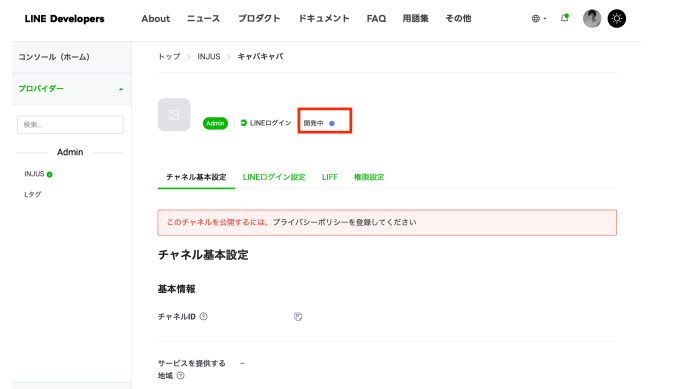 LINE Developers About ニュース プロダクト ドキュメント FAQ 用語集 その他
コンソール (ホーム)
プロバイダー
検索...
Admin
INJUS
Lタグ
トップ > INJUS > キャバキャバ
Admin LINEログイン 開発中
チャネル基本設定 LINEログイン設定 LIFF 権限設定
このチャネルを公開するには、プライバシーポリシーを登録してください
チャネル基本設定
基本情報
チャネルID ?
サービスを提供する –
地域 ?